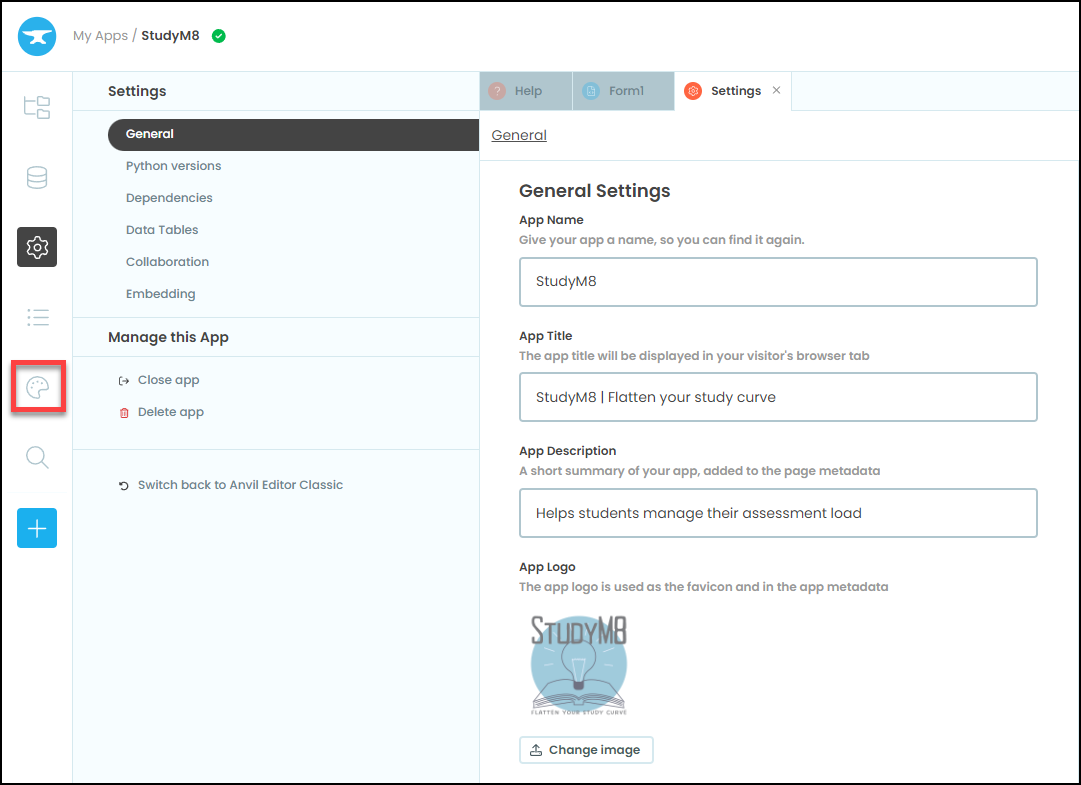 My Apps / StudyM8
Settings
General
Python versions
Dependencies
Data Tables
Collaboration
Embedding
Manage this App
Close app
Delete app
Switch back to Anvil Editor Classic
? Help
Form1
Settings ×
General
General Settings
App Name
Give your app a name, so you can find it again.
StudyM8
App Title
The app title will be displayed in your visitor's browser tab
StudyM8 | Flatten your study curve
App Description
A short summary of your app, added to the page metadata
Helps students manage their assessment load
App Logo
The app logo is used as the favicon and in the app metadata
STUDYM8
FLATTEN YOUR STUDY CURVE
Change image